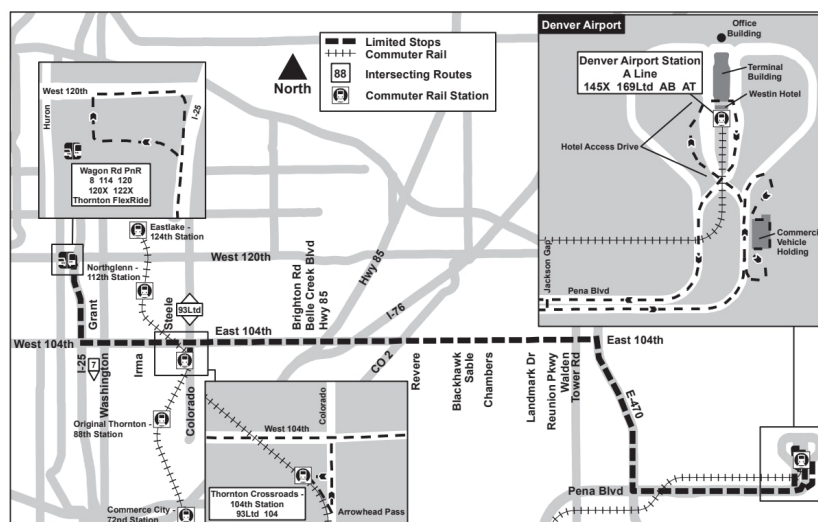 Denver Airport
Office
Building
Denver Airport Station
A Line
145X 169Ltd AB AT
Terminal
Building
Westin Hotel
Hotel Access Drive
Commerci
Vehicle
Holding
Jackson Gap
Pena Blvd
Limited Stops
Commuter Rail
88 Intersecting Routes
Commuter Rail Station
North
West 120th
Huron
I-25
Wagon Rd PnR
8 114 120
120X 122X
Thornton FlexRide
Eastlake -
124th Station
West 120th
Northglenn -
112th Station
Grant
Steele
93Ltd
Brighton Rd
Belle Creek Blvd
Hwy 85
Hwy 85
I-76
West 104th
East 104th
East 104th
I-25
7
Washington
Irma
Colorado
CO 2
Revere
Blackhawk
Sable
Chambers
Landmark Dr
Reunion Pkwy
Walden
Tower Rd
E-470
Pena Blvd
Original Thornton -
88th Station
Commerce City -
72nd Station
Colorado
West 104th
Thornton Crossroads -
104th Station
93Ltd 104
Arrowhead Pass